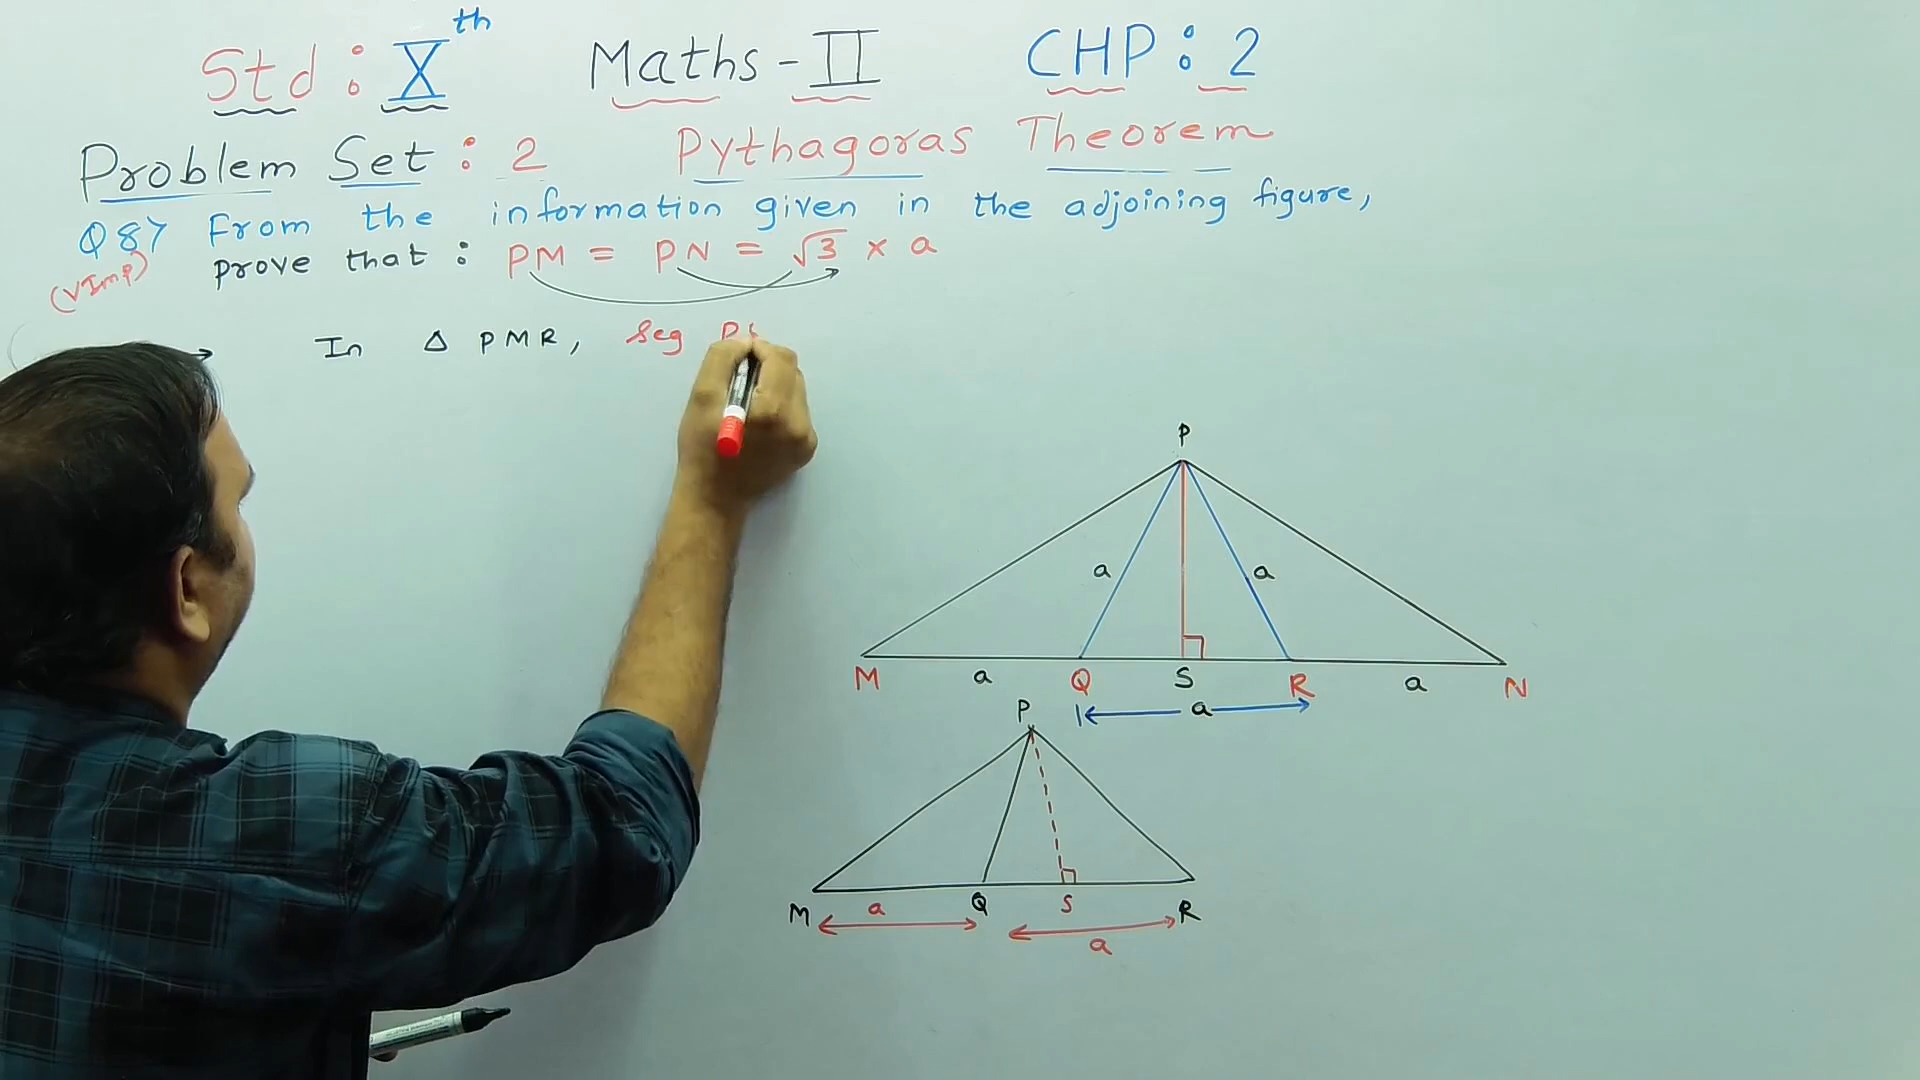 Std : Xth Maths - II CHP : 2
Problem Set : 2 Pythagoras Theorem
Q 8> From the information given in the adjoining figure,
(VImp) prove that : PM = PN = √3 × a
In Δ PMR, seg
P
a a
M a Q S R a N
a
P
M Q S R
a a